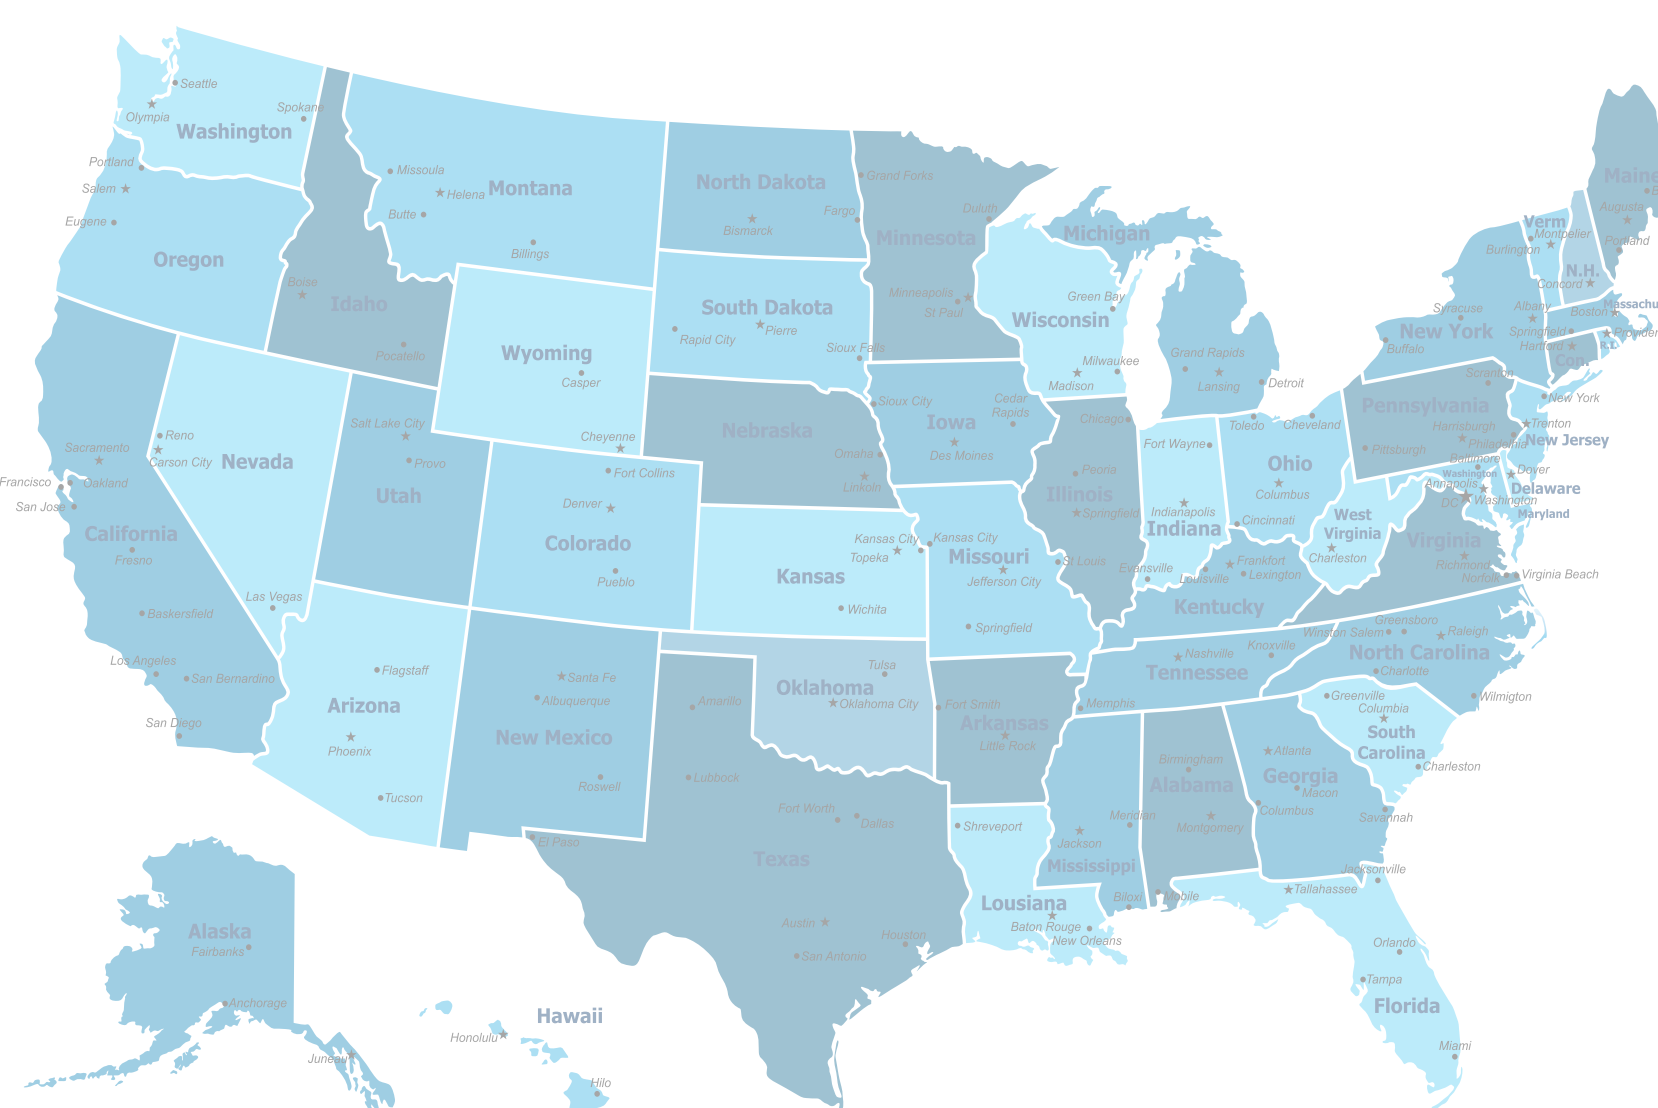 Seattle
Olympia
Spokane
Washington
Portland
Salem
Eugene
Oregon
Missoula
Helena
Butte
Montana
Billings
Boise
Idaho
Pocatello
North Dakota
Bismarck
Fargo
Grand Forks
Duluth
Minnesota
Minneapolis
St Paul
South Dakota
Pierre
Rapid City
Sioux Falls
Wyoming
Casper
Cheyenne
Wisconsin
Green Bay
Milwaukee
Madison
Michigan
Grand Rapids
Lansing
Detroit
Maine
Augusta
Portland
Verm
Montpelier
Burlington
N.H.
Concord
Massachu
Boston
Springfield
Albany
Syracuse
New York
Buffalo
Hartford
Con.
R.I.
Providen
Scranton
New York
Pennsylvania
Harrisburgh
Philadelphia
Pittsburgh
Trenton
New Jersey
Baltimore
Washington
Annapolis
DC
Washington
Dover
Delaware
Maryland
Reno
Carson City
Nevada
Las Vegas
Sacramento
Francisco
Oakland
San Jose
California
Fresno
Baskersfield
Los Angeles
San Bernardino
San Diego
Salt Lake City
Provo
Utah
Fort Collins
Denver
Colorado
Pueblo
Nebraska
Omaha
Linkoln
Sioux City
Iowa
Cedar
Rapids
Des Moines
Chicago
Peoria
Illinois
Springfield
Fort Wayne
Indianapolis
Indiana
Evansville
Toledo
Cheveland
Ohio
Columbus
Cincinnati
West
Virginia
Charleston
Virginia
Richmond
Norfolk
Virginia Beach
Kansas City
Topeka
Kansas
Wichita
Kansas City
Missouri
Jefferson City
St Louis
Springfield
Louisville
Frankfort
Lexington
Kentucky
Nashville
Knoxville
Tennessee
Memphis
Winston Salem
Greensboro
Raleigh
North Carolina
Charlotte
Wilmigton
Greenville
Columbia
South
Carolina
Charleston
Flagstaff
Arizona
Phoenix
Tucson
Santa Fe
Albuquerque
New Mexico
Roswell
Tulsa
Oklahoma
Oklahoma City
Amarillo
Lubbock
Fort Worth
Dallas
El Paso
Texas
Austin
San Antonio
Houston
Fort Smith
Arkansas
Little Rock
Shreveport
Lousiana
Baton Rouge
New Orleans
Meridian
Jackson
Mississippi
Biloxi
Birmingham
Alabama
Montgomery
Mobile
Atlanta
Georgia
Macon
Columbus
Savannah
Jacksonville
Tallahassee
Orlando
Tampa
Florida
Miami
Alaska
Fairbanks
Anchorage
Juneau
Hawaii
Honolulu
Hilo